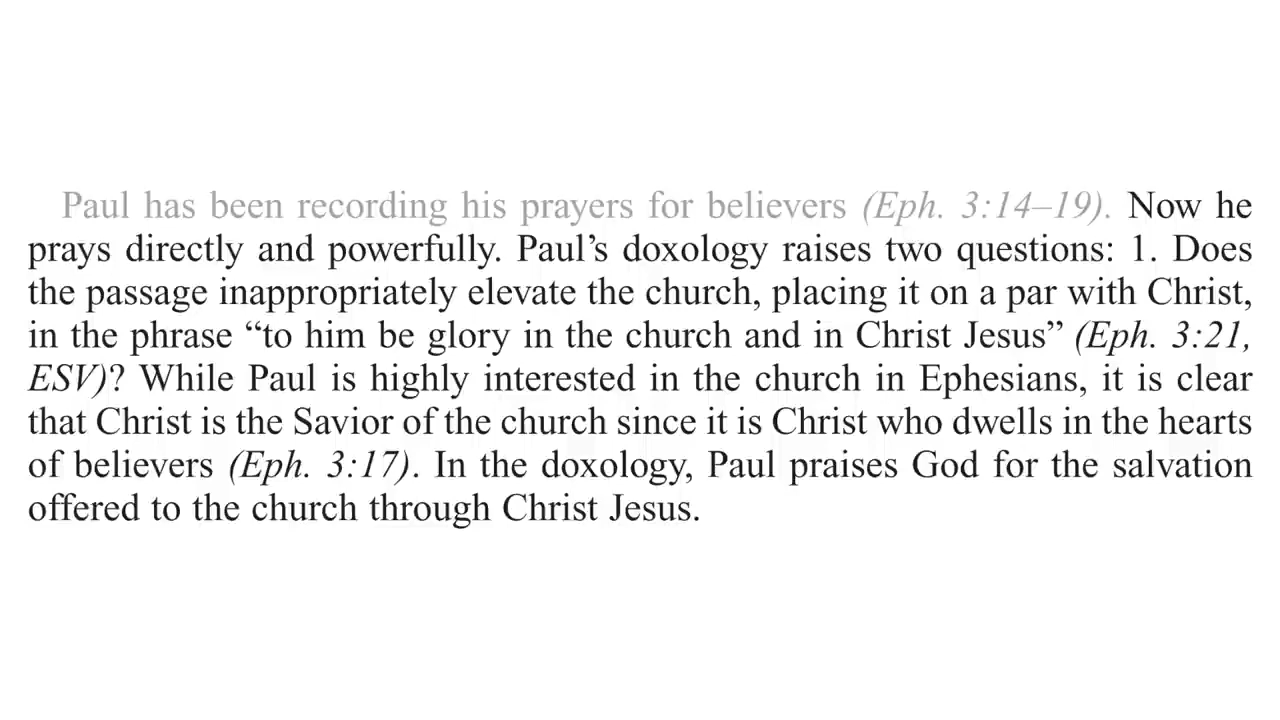 Paul has been recording his prayers for believers (Eph. 3:14–19). Now he
prays directly and powerfully. Paul’s doxology raises two questions: 1. Does
the passage inappropriately elevate the church, placing it on a par with Christ,
in the phrase “to him be glory in the church and in Christ Jesus” (Eph. 3:21,
ESV)? While Paul is highly interested in the church in Ephesians, it is clear
that Christ is the Savior of the church since it is Christ who dwells in the hearts
of believers (Eph. 3:17). In the doxology, Paul praises God for the salvation
offered to the church through Christ Jesus.